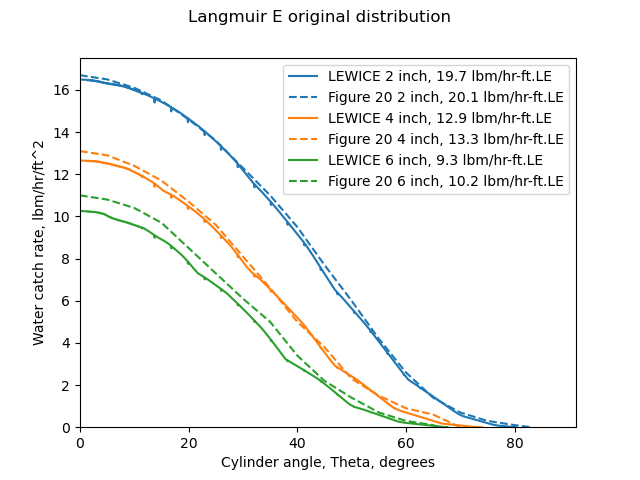 Langmuir E original distribution
LEWICE 2 inch, 19.7 lbm/hr-ft.LE
Figure 20 2 inch, 20.1 lbm/hr-ft.LE
LEWICE 4 inch, 12.9 lbm/hr-ft.LE
Figure 20 4 inch, 13.3 lbm/hr-ft.LE
LEWICE 6 inch, 9.3 lbm/hr-ft.LE
Figure 20 6 inch, 10.2 lbm/hr-ft.LE
Water catch rate, lbm/hr/ft^2
16
14
12
10
8
6
4
2
0
0 20 40 60 80
Cylinder angle, Theta, degrees